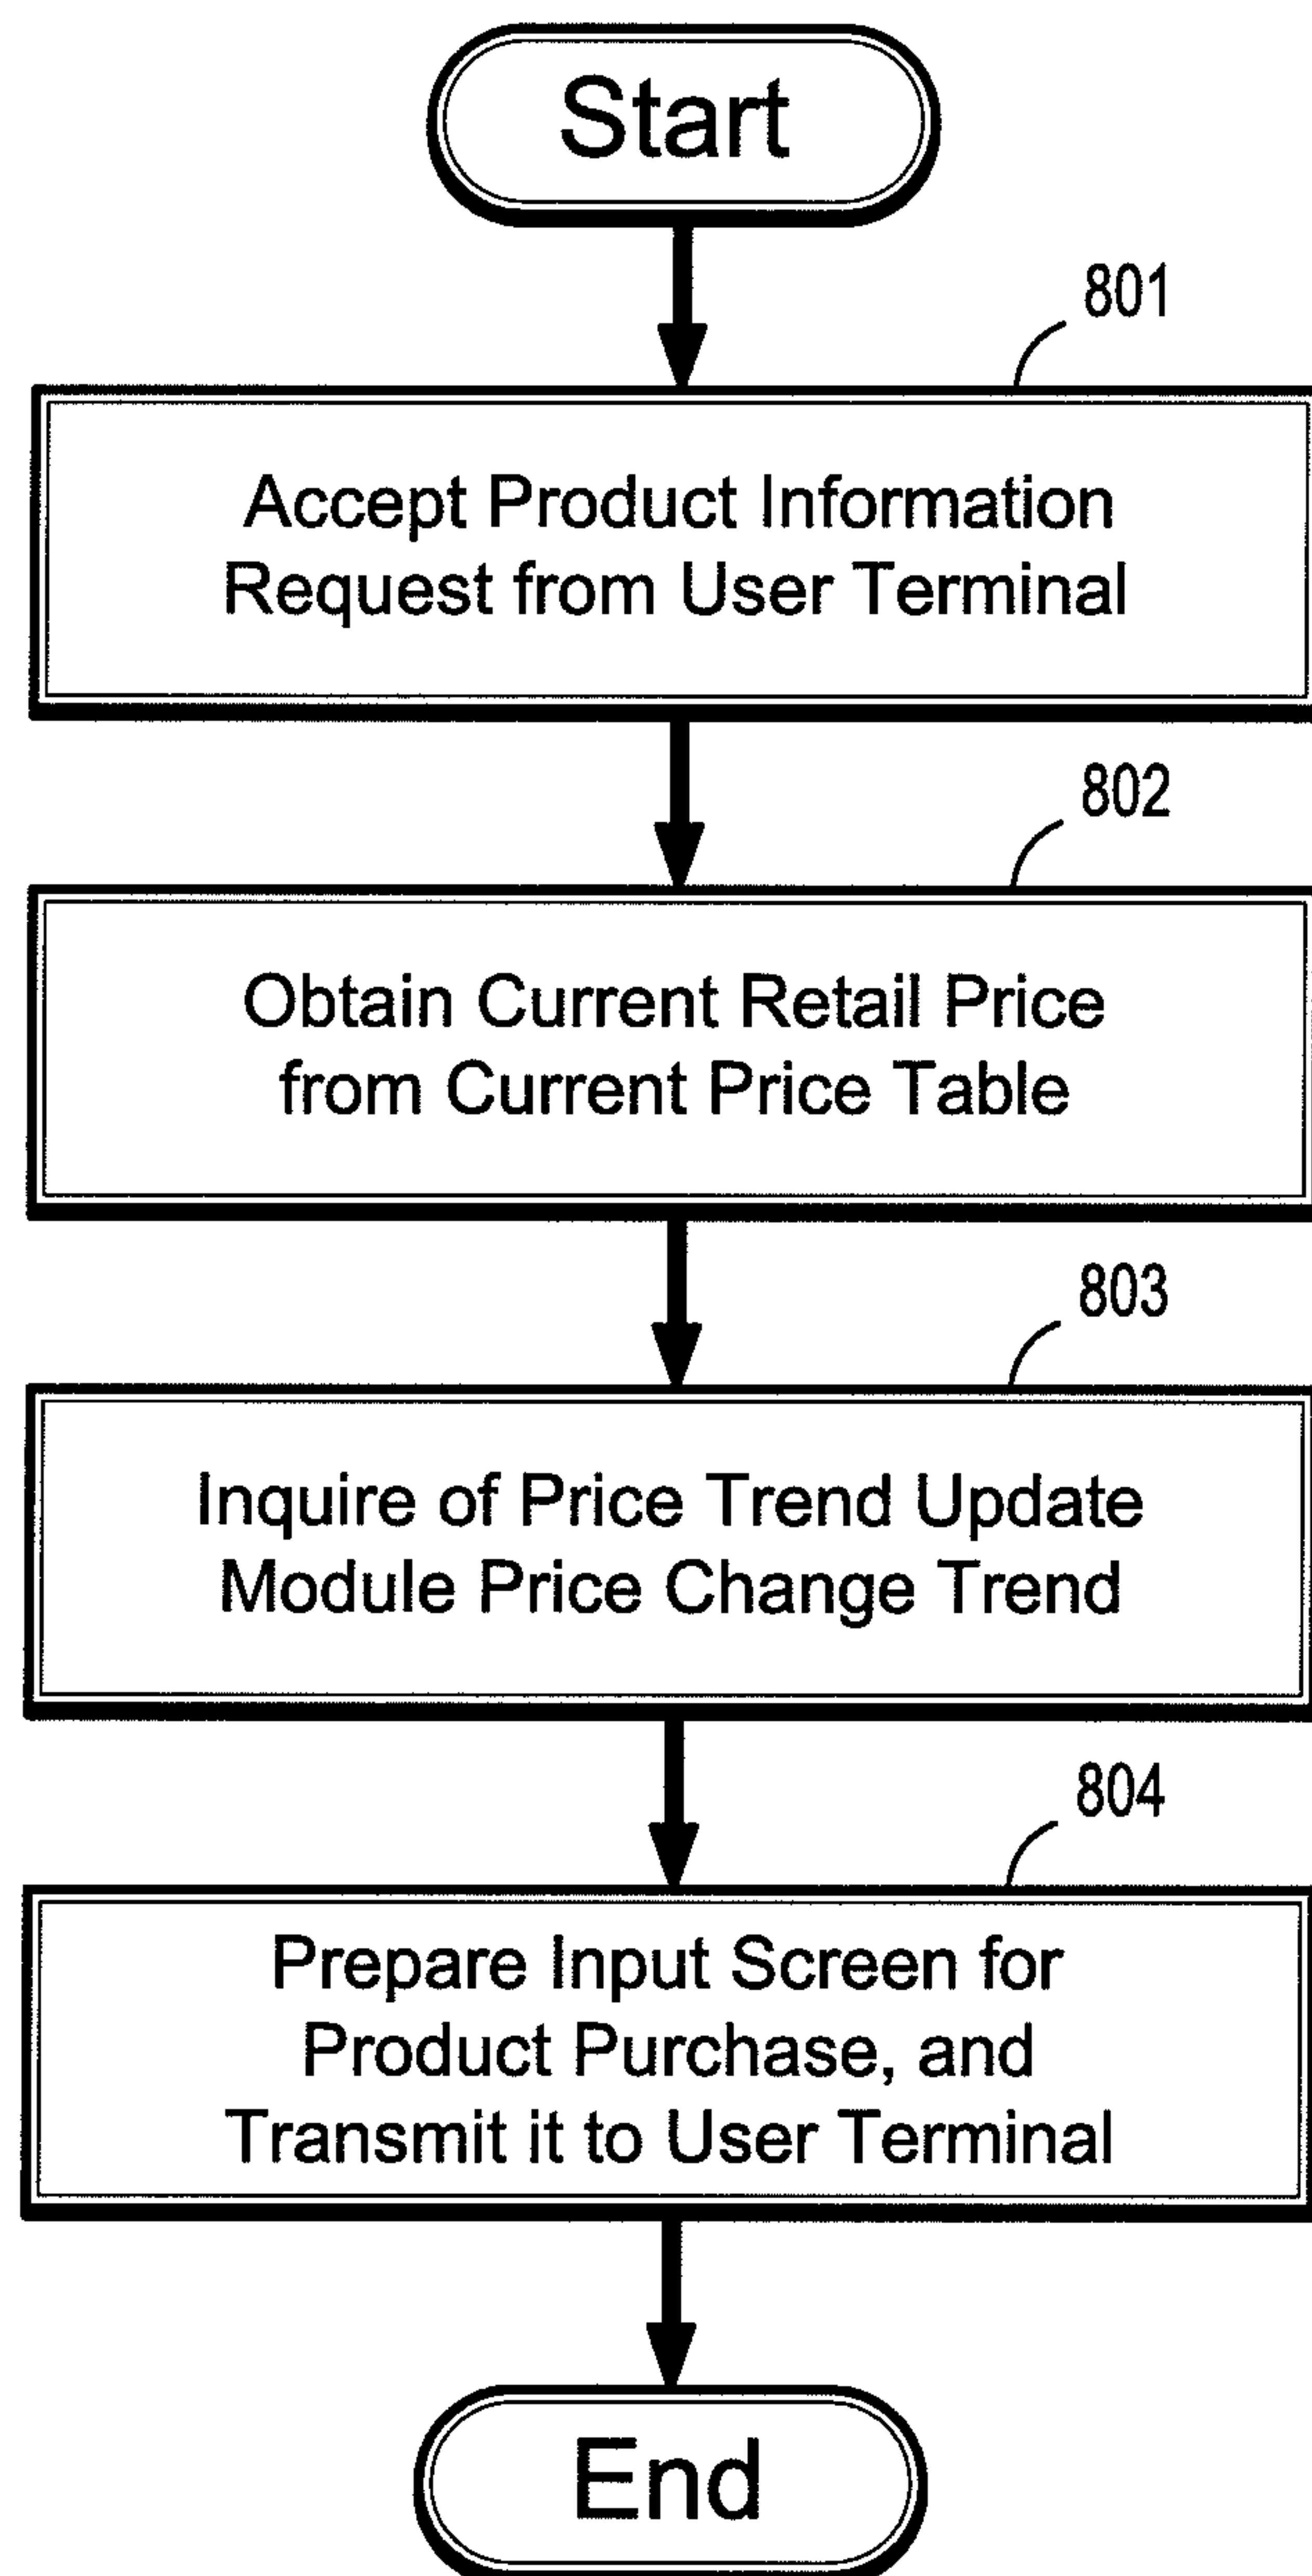 Start
801
Accept Product Information
Request from User Terminal
802
Obtain Current Retail Price
from Current Price Table
803
Inquire of Price Trend Update
Module Price Change Trend
804
Prepare Input Screen for
Product Purchase, and
Transmit it to User Terminal
End